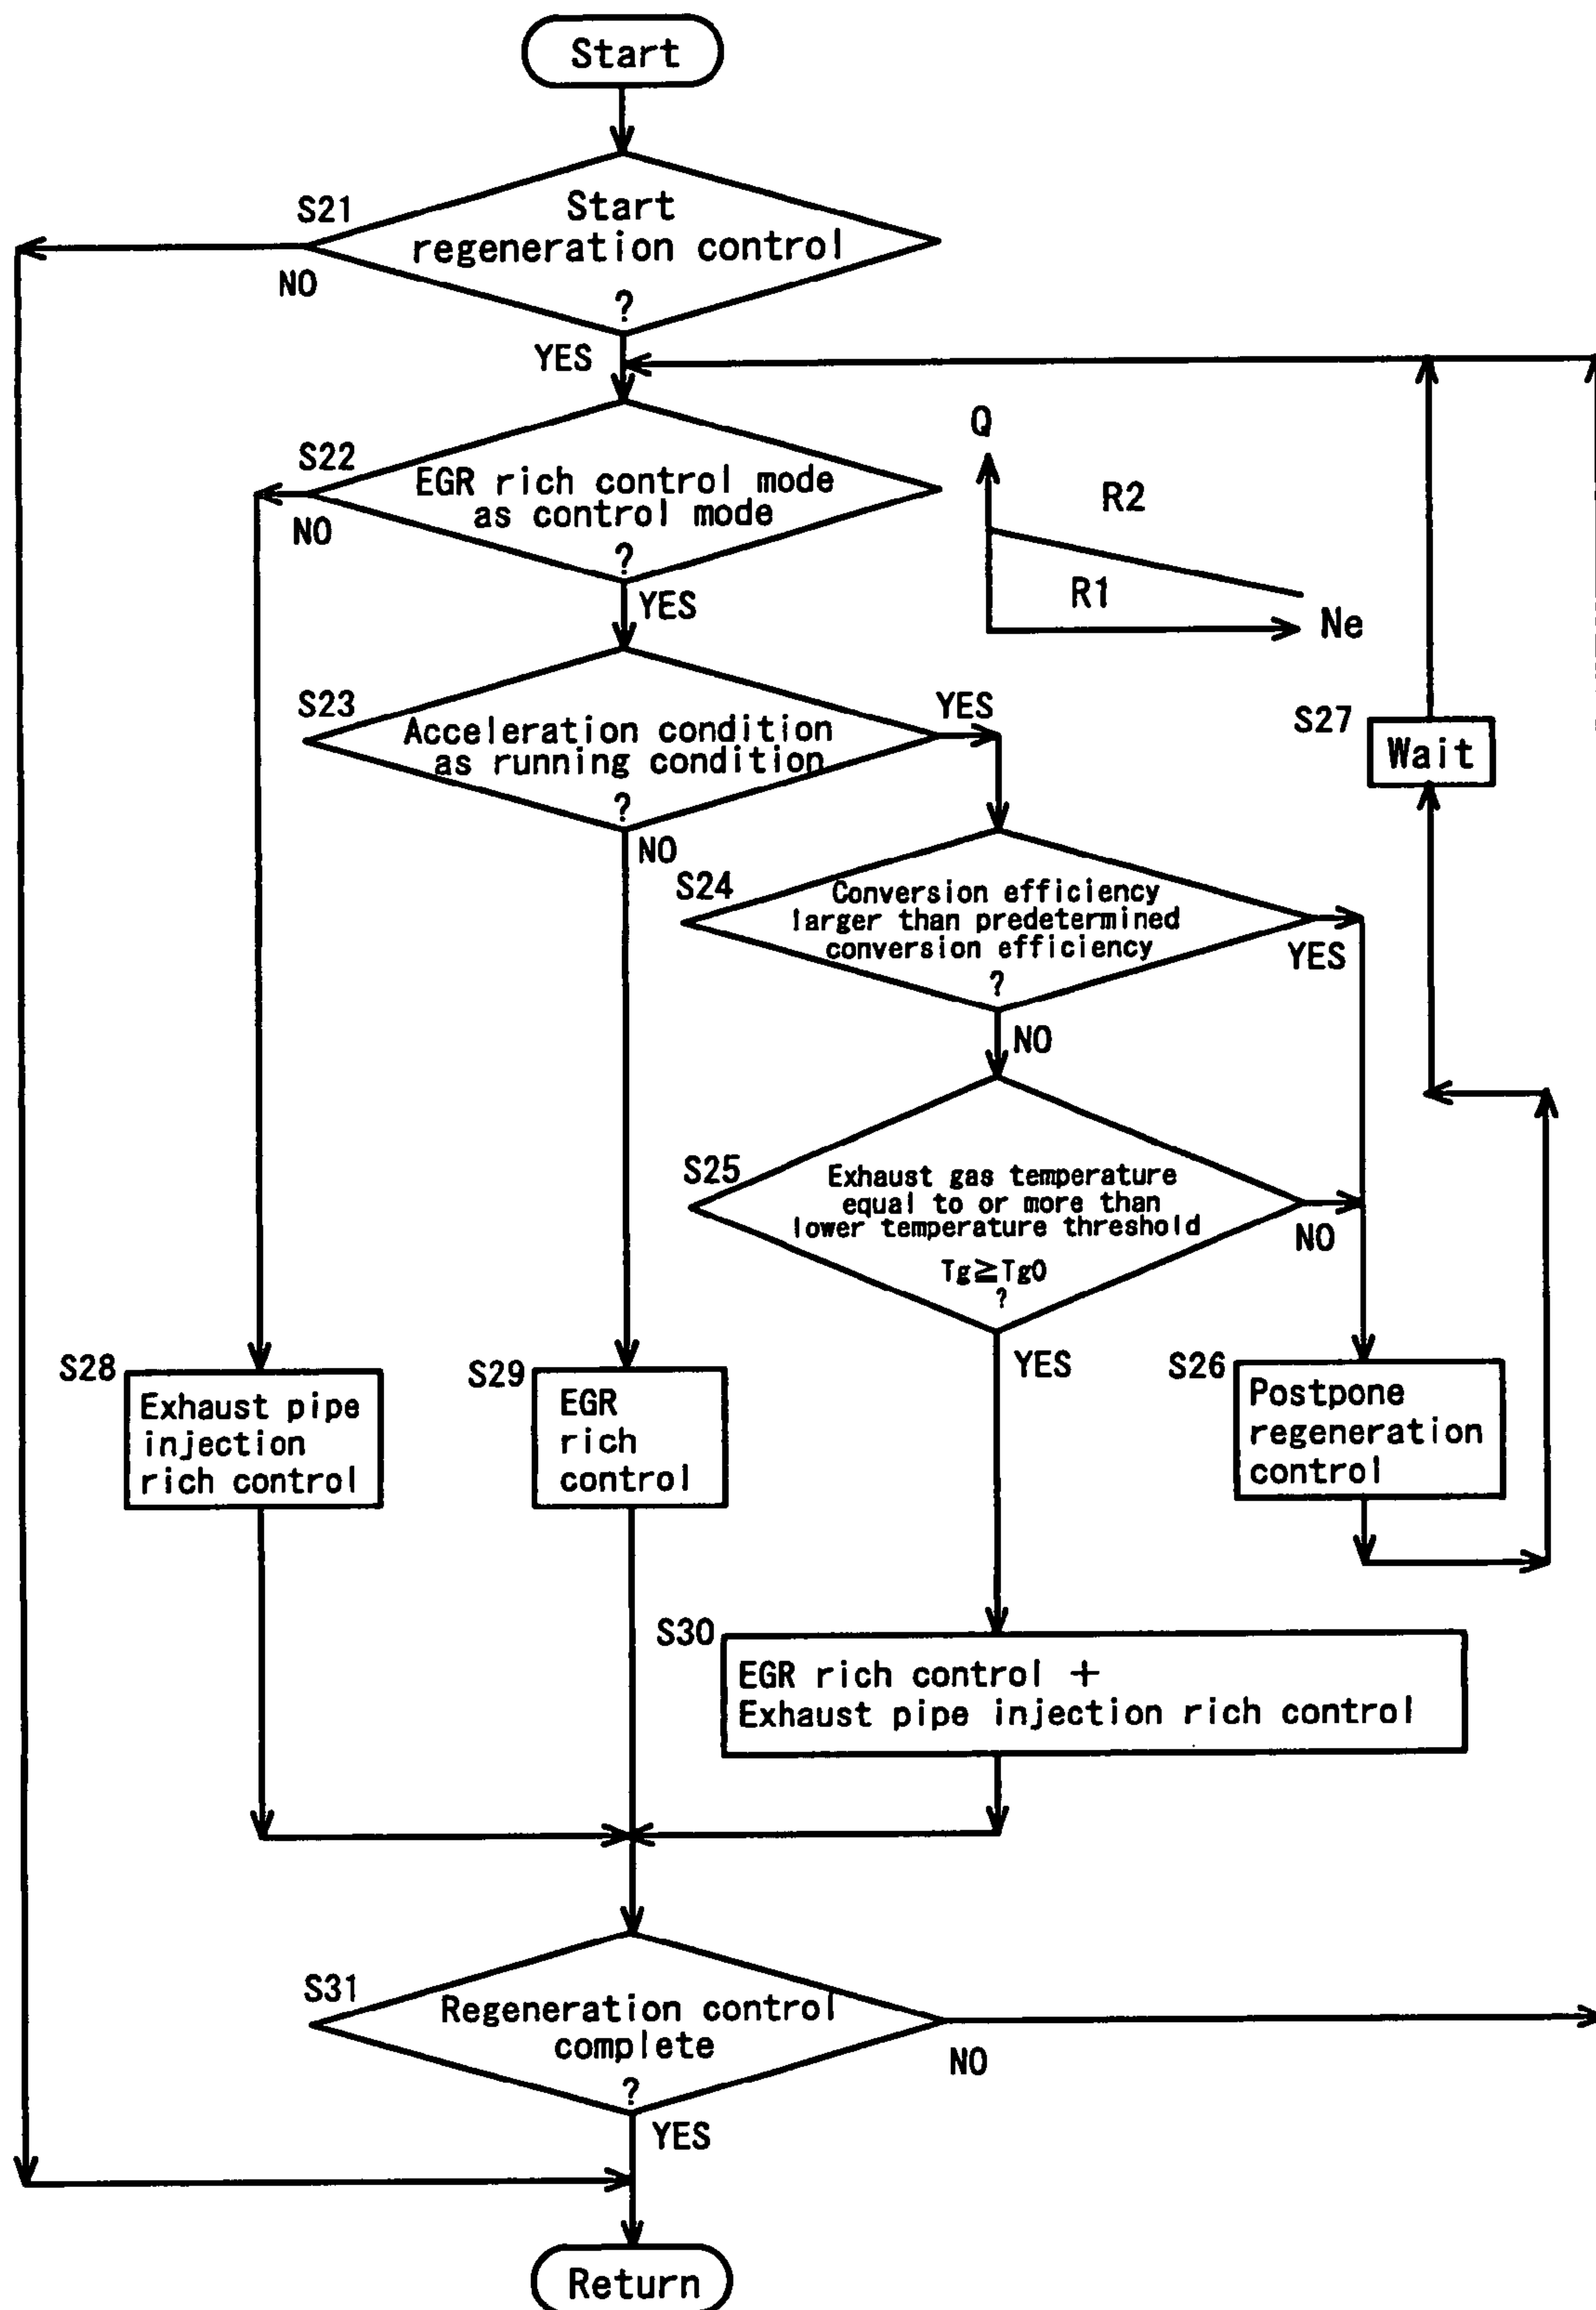 Start
S21
Start
regeneration control
?
NO
YES
S22
EGR rich control mode
as control mode
?
NO
YES
Q
R2
R1
Ne
S23
Acceleration condition
as running condition
?
YES
NO
S27
Wait
S24
Conversion efficiency
larger than predetermined
conversion efficiency
?
YES
NO
S25
Exhaust gas temperature
equal to or more than
lower temperature threshold
Tg≧Tg0
?
NO
YES
S28
Exhaust pipe
injection
rich control
S29
EGR
rich
control
S26
Postpone
regeneration
control
S30
EGR rich control +
Exhaust pipe injection rich control
S31
Regeneration control
complete
?
NO
YES
Return